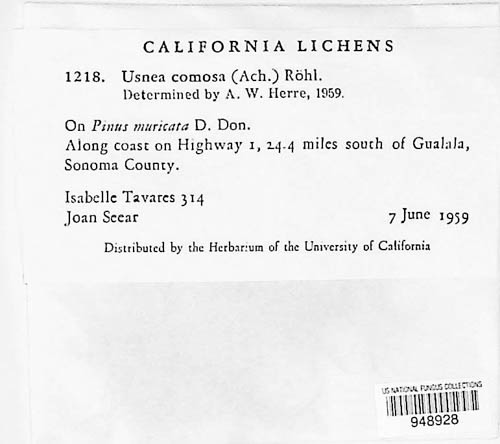 CALIFORNIA LICHENS
1218. Usnea comosa (Ach.) Röhl.
Determined by A. W. Herre, 1959.
On Pinus muricata D. Don.
Along coast on Highway 1, 24.4 miles south of Gualala,
Sonoma County.
Isabelle Tavares 314
Joan Seear 7 June 1959
Distributed by the Herbarium of the University of California
US NATIONAL FUNGUS COLLECTIONS
948928